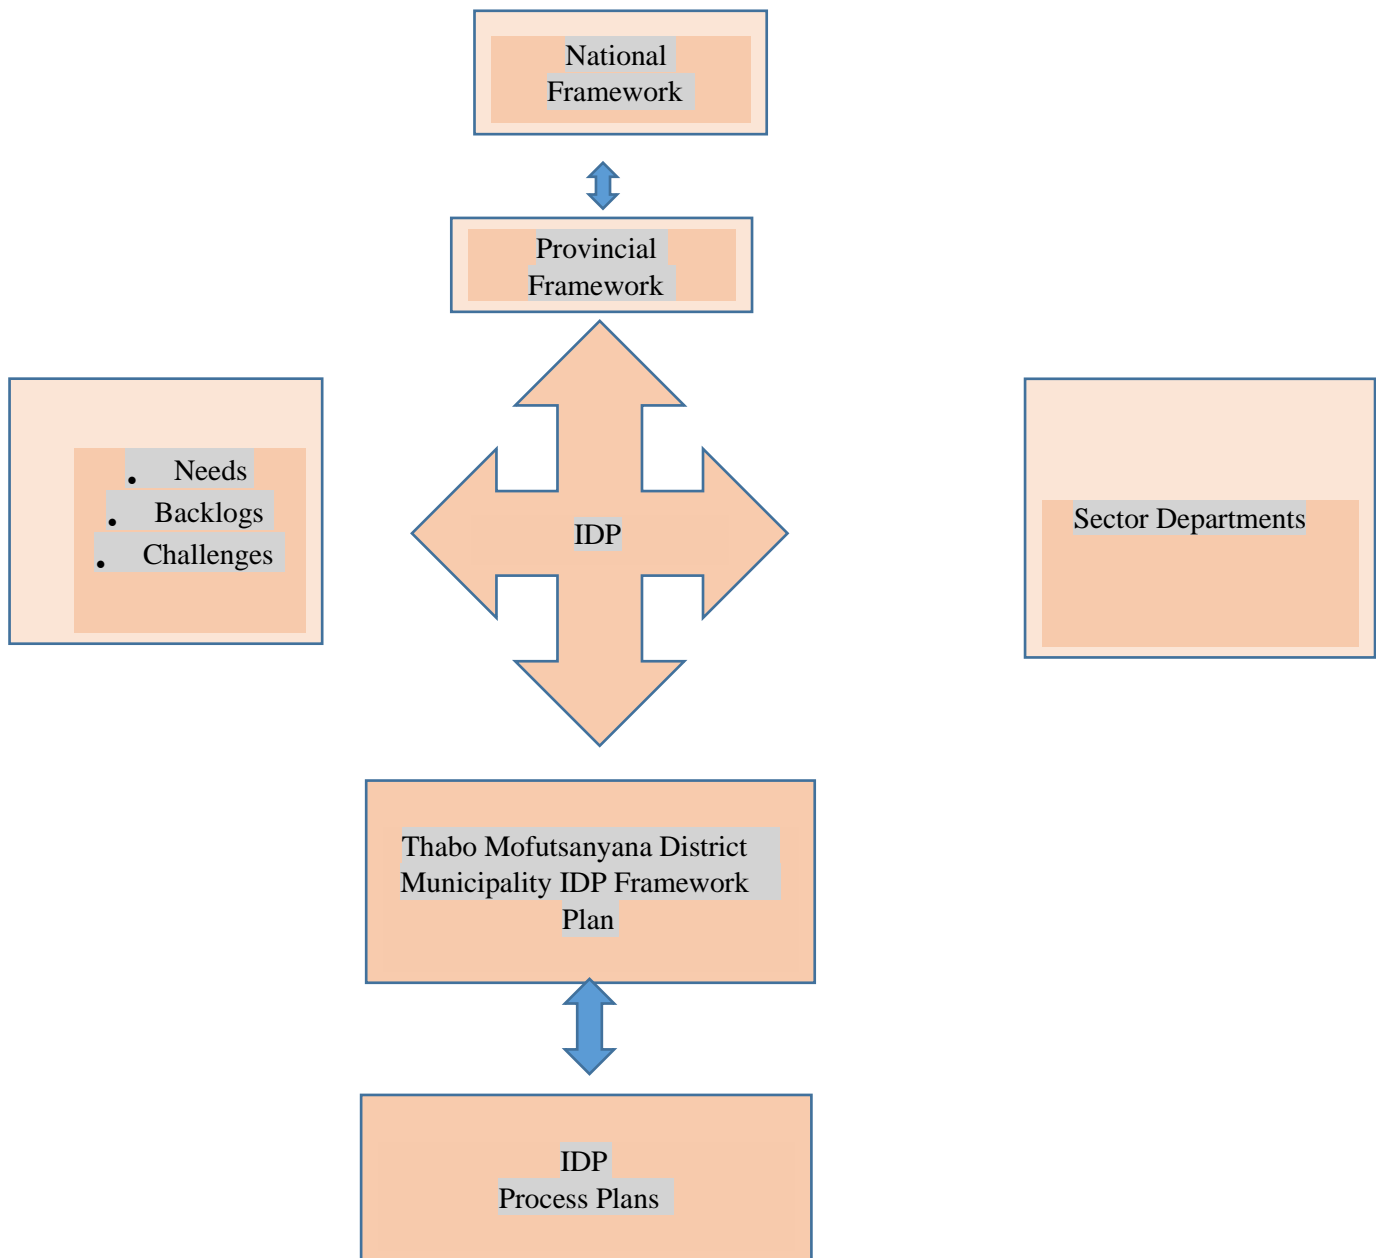 National
Framework
Provincial
Framework
• Needs
• Backlogs
• Challenges
IDP
Sector Departments
Thabo Mofutsanyana District
Municipality IDP Framework
Plan
IDP
Process Plans